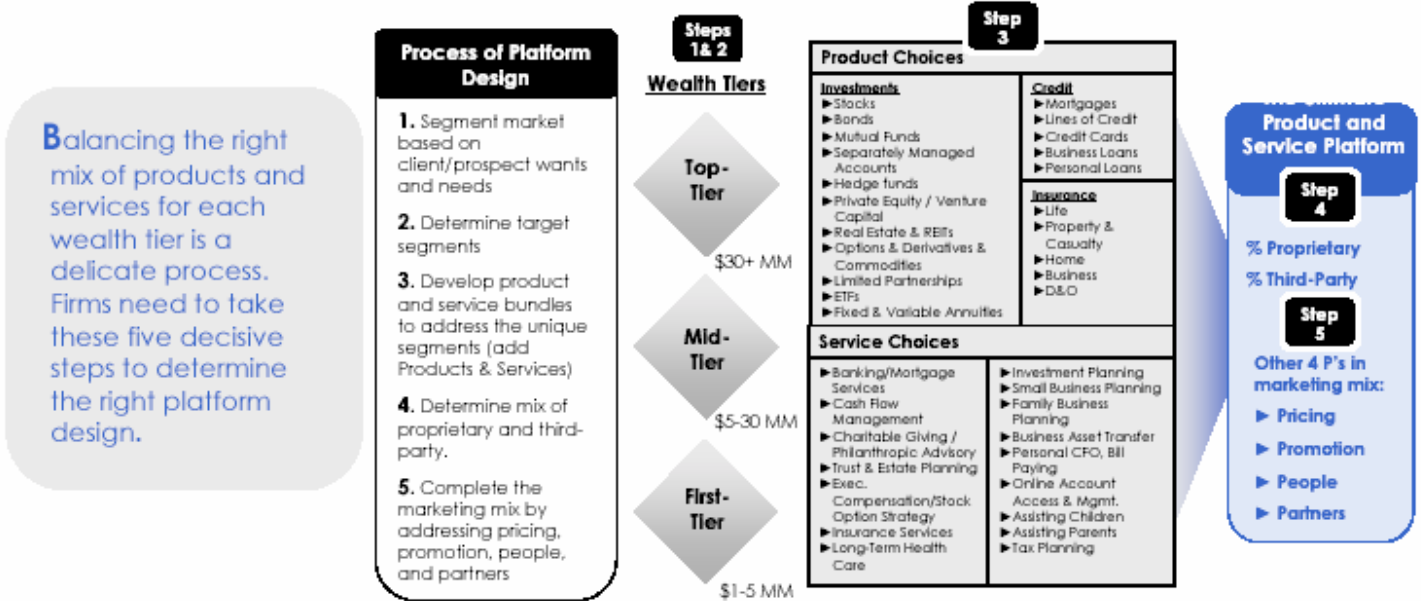 Balancing the right
mix of products and
services for each
wealth tier is a
delicate process.
Firms need to take
these five decisive
steps to determine
the right platform
design.
Process of Platform
Design
1. Segment market
based on
client/prospect wants
and needs
2. Determine target
segments
3. Develop product
and service bundles
to address the unique
segments (add
Products & Services)
4. Determine mix of
proprietary and third-
party.
5. Complete the
marketing mix by
addressing pricing,
promotion, people,
and partners
Steps
1& 2
Wealth Tiers
Top-
Tier
$30+ MM
Mid-
Tier
$5-30 MM
First-
Tier
$1-5 MM
Step
3
Product Choices
Investments
►Stocks
►Bonds
►Mutual Funds
►Separately Managed
Accounts
►Hedge funds
►Private Equity / Venture
Capital
►Real Estate & REITs
►Options & Derivatives &
Commodities
►Limited Partnerships
►ETFs
►Fixed & Variable Annuities
Credit
►Mortgages
►Lines of Credit
►Credit Cards
►Business Loans
►Personal Loans
Insurance
►Life
►Property &
Casualty
►Home
►Business
►D&O
Service Choices
►Banking/Mortgage
Services
►Cash Flow
Management
►Charitable Giving /
Philanthropic Advisory
►Trust & Estate Planning
►Exec.
Compensation/Stock
Option Strategy
►Insurance Services
►Long-Term Health
Care
►Investment Planning
►Small Business Planning
►Family Business
Planning
►Business Asset Transfer
►Personal CFO, Bill
Paying
►Online Account
Access & Mgmt.
►Assisting Children
►Assisting Parents
►Tax Planning
Product and
Service Platform
Step
4
% Proprietary
% Third-Party
Step
5
Other 4 P's in
marketing mix:
► Pricing
► Promotion
► People
► Partners